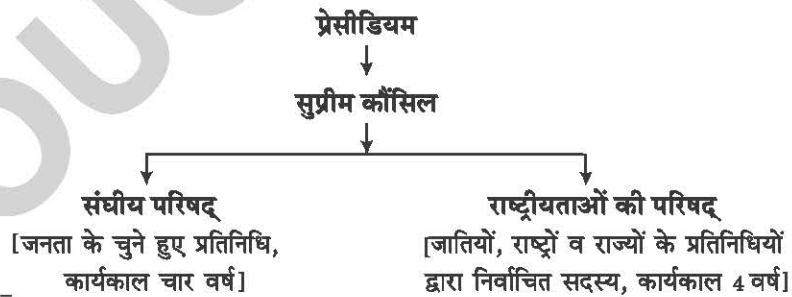 प्रेसीडियम
सुप्रीम कौंसिल
संघीय परिषद्
[जनता के चुने हुए प्रतिनिधि,
कार्यकाल चार वर्ष]
राष्ट्रीयताओं की परिषद्
[जातियों, राष्ट्रों व राज्यों के प्रतिनिधियों
द्वारा निर्वाचित सदस्य, कार्यकाल 4 वर्ष]